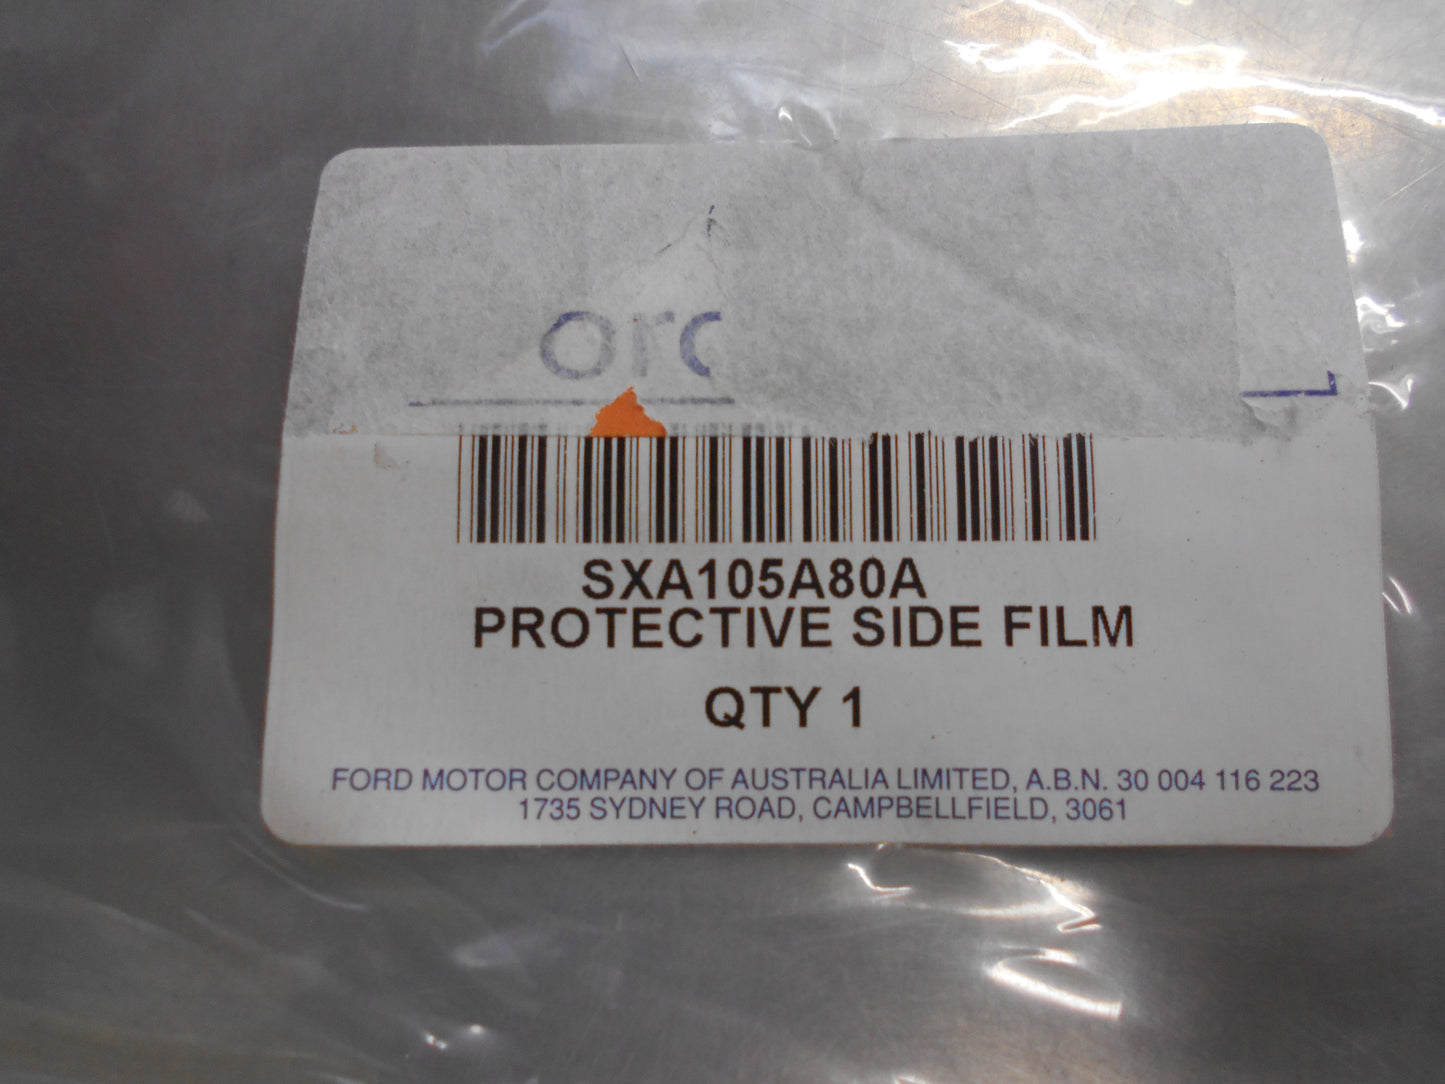 orc
SXA105A80A
PROTECTIVE SIDE FILM
QTY 1
FORD MOTOR COMPANY OF AUSTRALIA LIMITED, A.B.N. 30 004 116 223
1735 SYDNEY ROAD, CAMPBELLFIELD, 3061